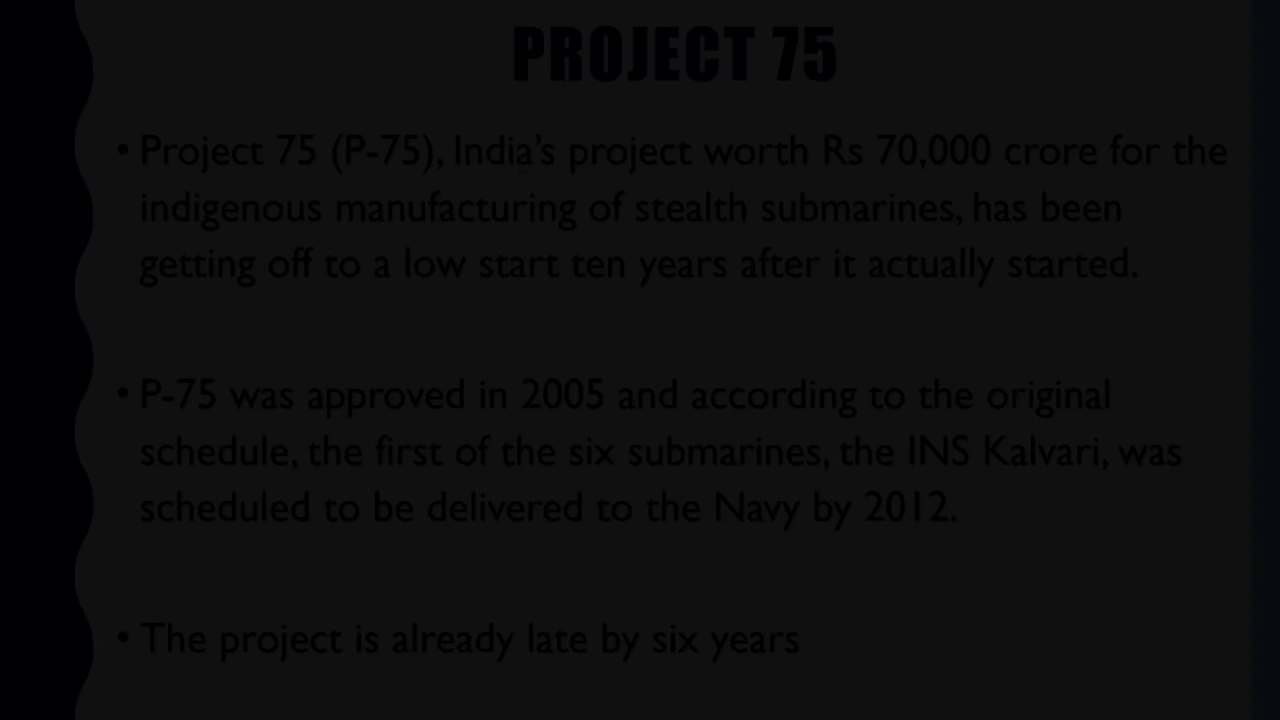 PROJECT 75
• Project 75 (P-75), India's project worth Rs 70,000 crore for the
indigenous manufacturing of stealth submarines, has been
getting off to a low start ten years after it actually started.
• P-75 was approved in 2005 and according to the original
schedule, the first of the six submarines, the INS Kalvari, was
scheduled to be delivered to the Navy by 2012.
• The project is already late by six years